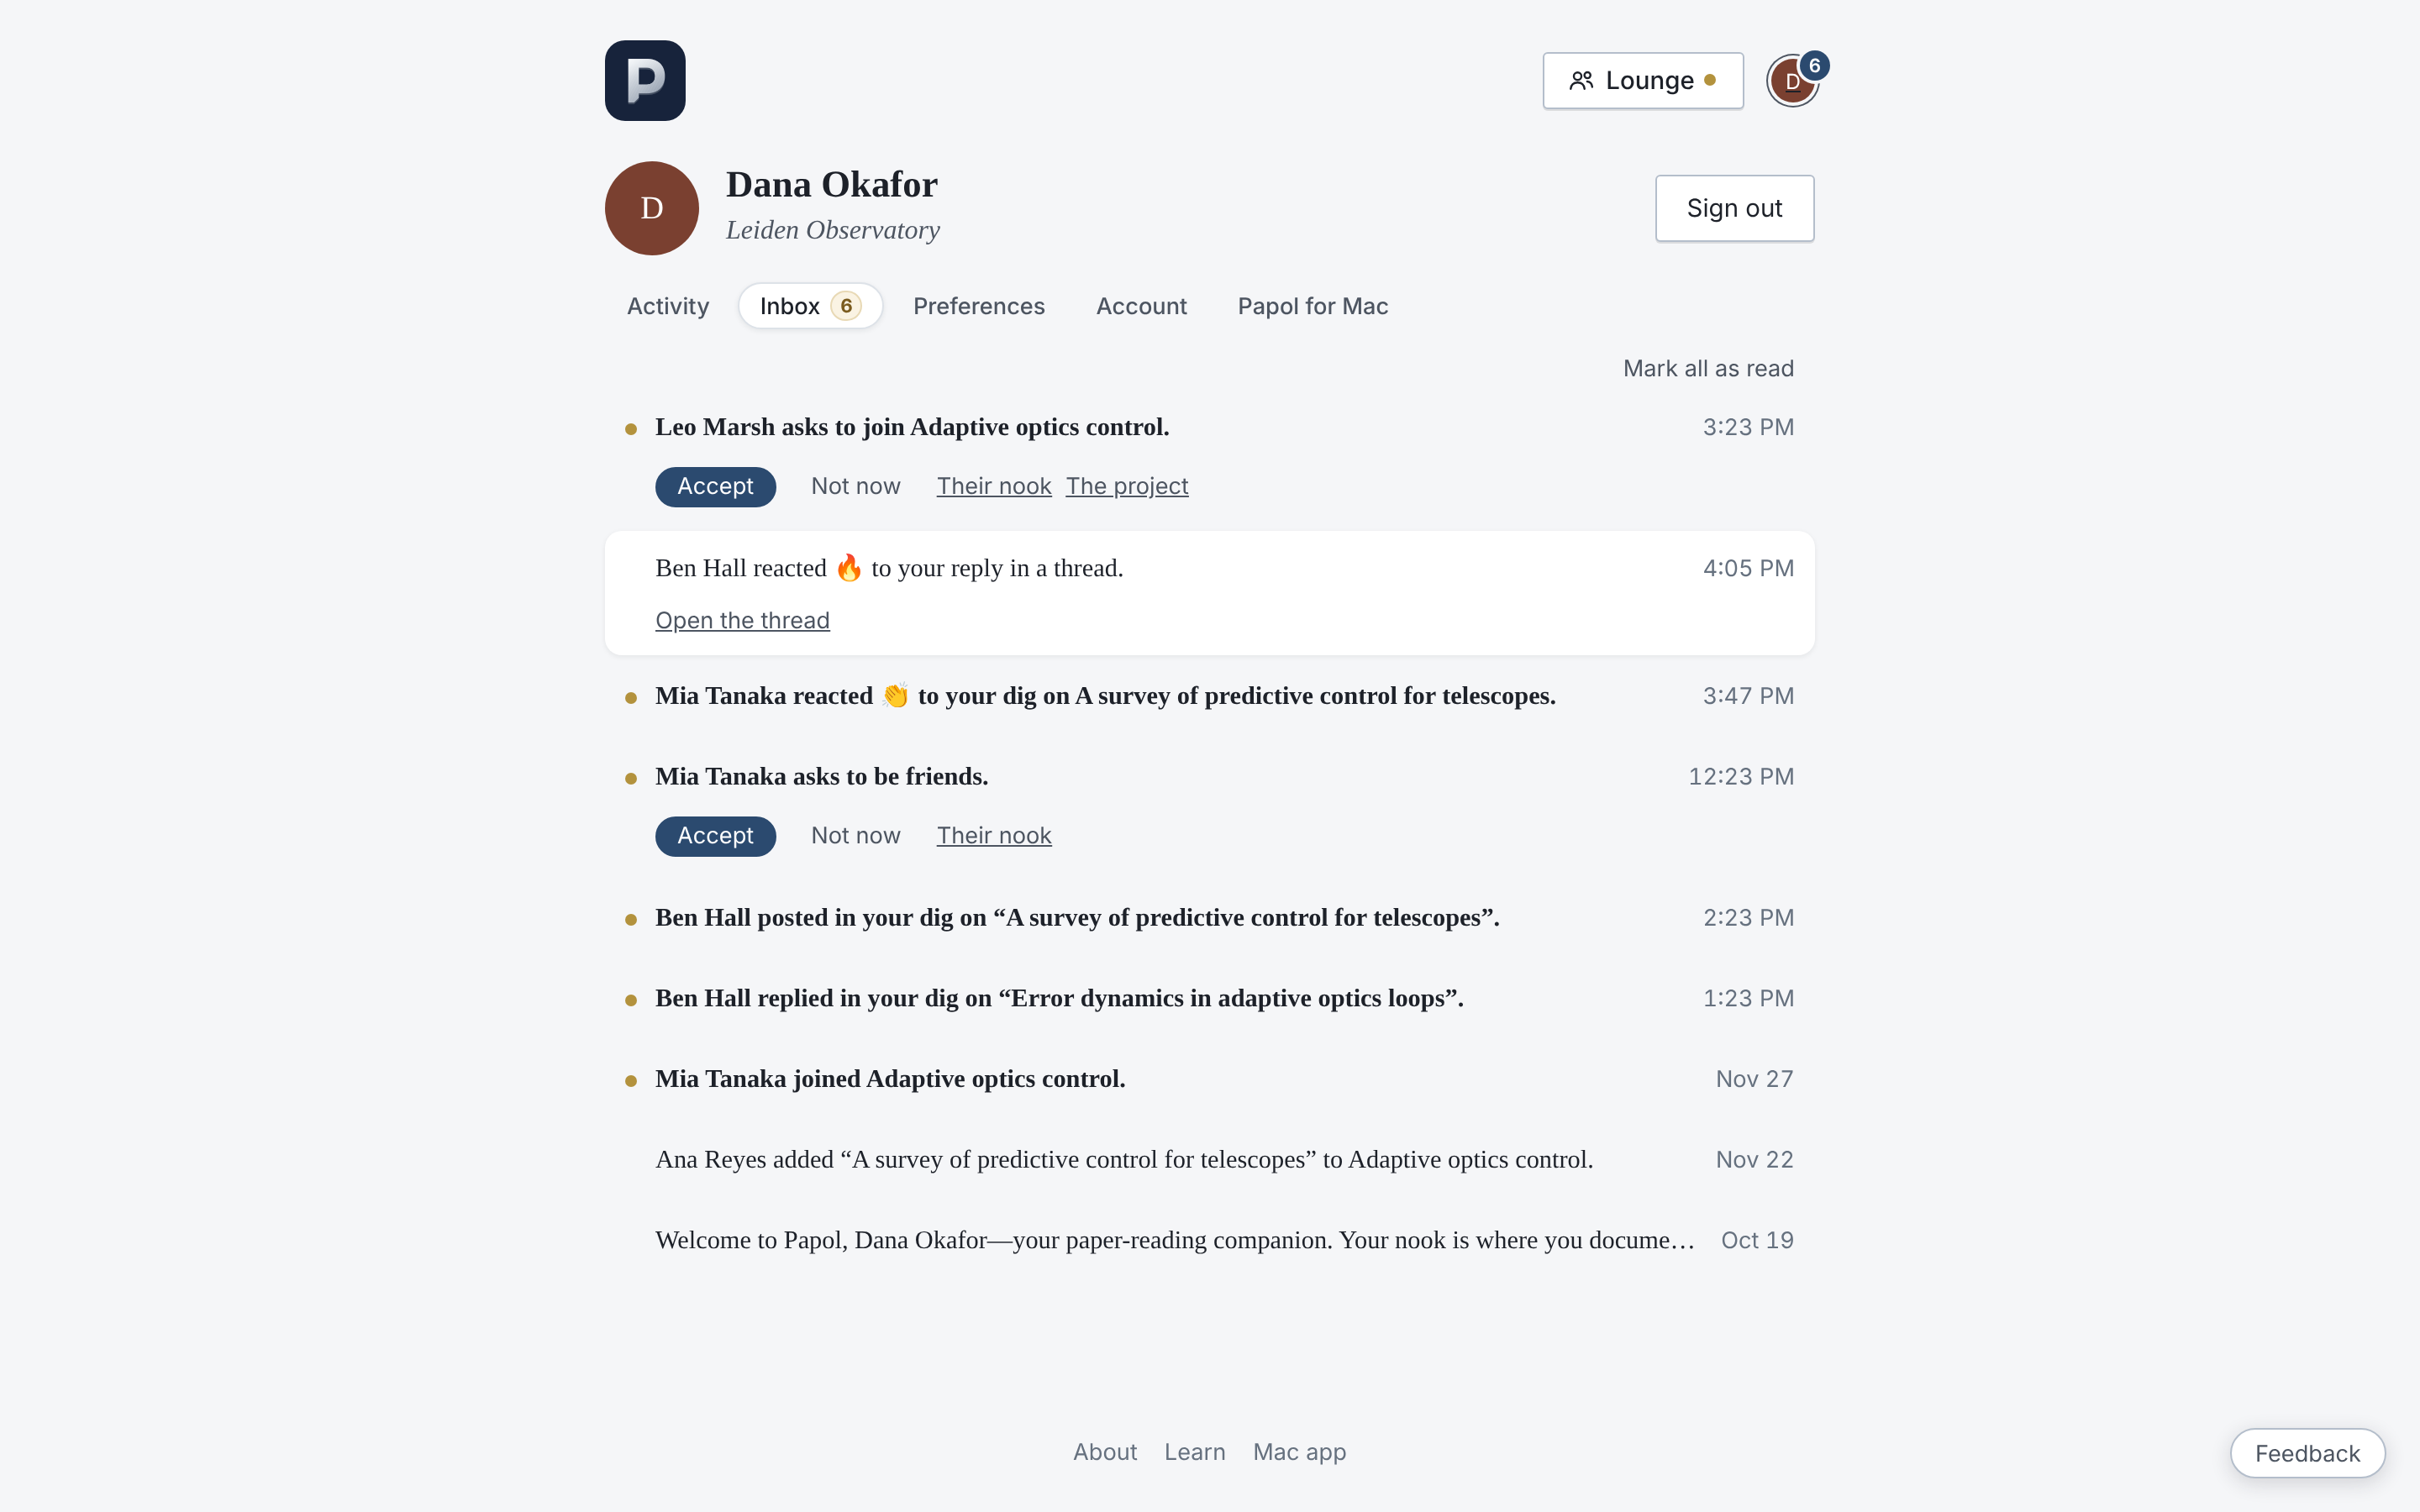 P
Lounge
D
6
D
Dana Okafor
Leiden Observatory
Sign out
Activity
Inbox 6
Preferences
Account
Papol for Mac
Mark all as read
Leo Marsh asks to join Adaptive optics control. 3:23 PM
Accept Not now Their nook The project
Ben Hall reacted 🔥 to your reply in a thread. 4:05 PM
Open the thread
Mia Tanaka reacted 👏 to your dig on A survey of predictive control for telescopes. 3:47 PM
Mia Tanaka asks to be friends. 12:23 PM
Accept Not now Their nook
Ben Hall posted in your dig on “A survey of predictive control for telescopes”. 2:23 PM
Ben Hall replied in your dig on “Error dynamics in adaptive optics loops”. 1:23 PM
Mia Tanaka joined Adaptive optics control. Nov 27
Ana Reyes added “A survey of predictive control for telescopes” to Adaptive optics control. Nov 22
Welcome to Papol, Dana Okafor—your paper-reading companion. Your nook is where you docume… Oct 19
About Learn Mac app
Feedback